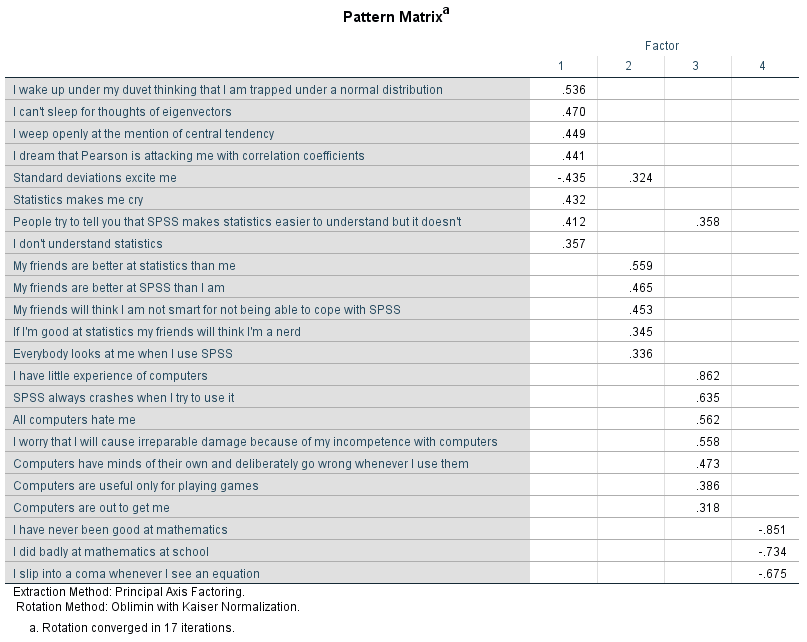 Pattern Matrixa
Factor
1 2 3 4
I wake up under my duvet thinking that I am trapped under a normal distribution .536
I can't sleep for thoughts of eigenvectors .470
I weep openly at the mention of central tendency .449
I dream that Pearson is attacking me with correlation coefficients .441
Standard deviations excite me -.435 .324
Statistics makes me cry .432
People try to tell you that SPSS makes statistics easier to understand but it doesn't .412 .358
I don't understand statistics .357
My friends are better at statistics than me .559
My friends are better at SPSS than I am .465
My friends will think I am not smart for not being able to cope with SPSS .453
If I'm good at statistics my friends will think I'm a nerd .345
Everybody looks at me when I use SPSS .336
I have little experience of computers .862
SPSS always crashes when I try to use it .635
All computers hate me .562
I worry that I will cause irreparable damage because of my incompetence with computers .558
Computers have minds of their own and deliberately go wrong whenever I use them .473
Computers are useful only for playing games .386
Computers are out to get me .318
I have never been good at mathematics -.851
I did badly at mathematics at school -.734
I slip into a coma whenever I see an equation -.675
Extraction Method: Principal Axis Factoring.
Rotation Method: Oblimin with Kaiser Normalization.
a. Rotation converged in 17 iterations.